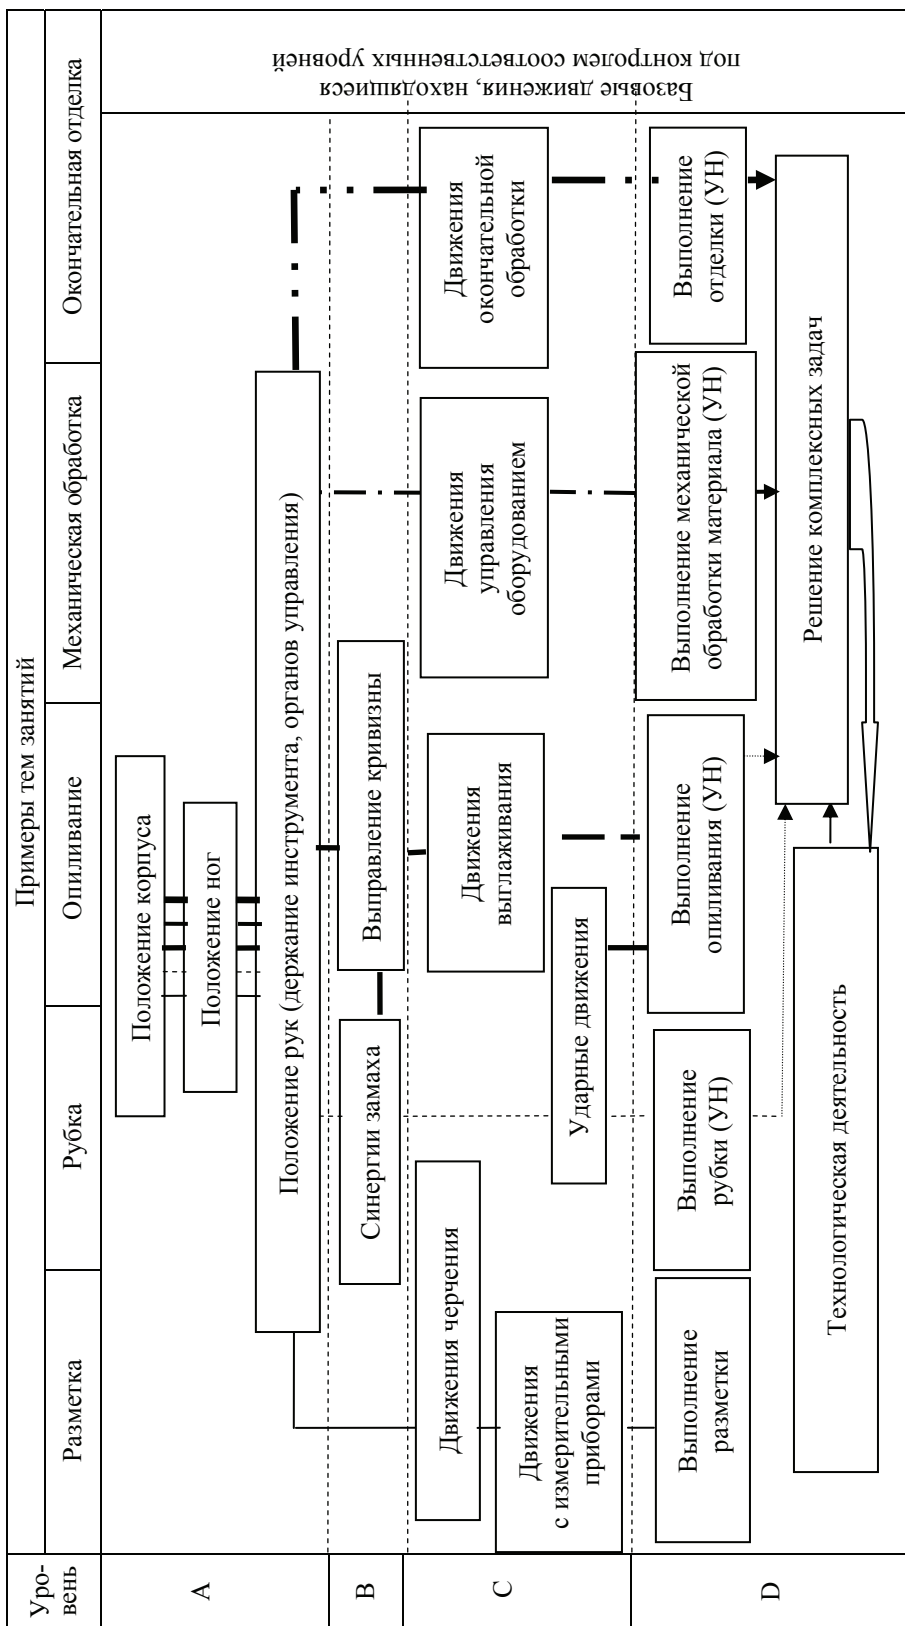 Уро-
вень
Примеры тем занятий
Разметка
Рубка
Опиливание
Механическая обработка
Окончательная отделка
A
Положение корпуса
Положение ног
Положение рук (держание инструмента, органов управления)
B
Синергии замаха
Выправление кривизны
C
Движения черчения
Движения
с измерительными
приборами
Ударные движения
Движения
выглаживания
Движения
управления
оборудованием
Движения
окончательной
обработки
D
Выполнение
разметки
Выполнение
рубки (УН)
Выполнение
опиливания (УН)
Выполнение механической
обработки материала (УН)
Выполнение
отделки (УН)
Технологическая деятельность
Решение комплексных задач
Базовые движения, находящиеся
под контролем соответственных уровней